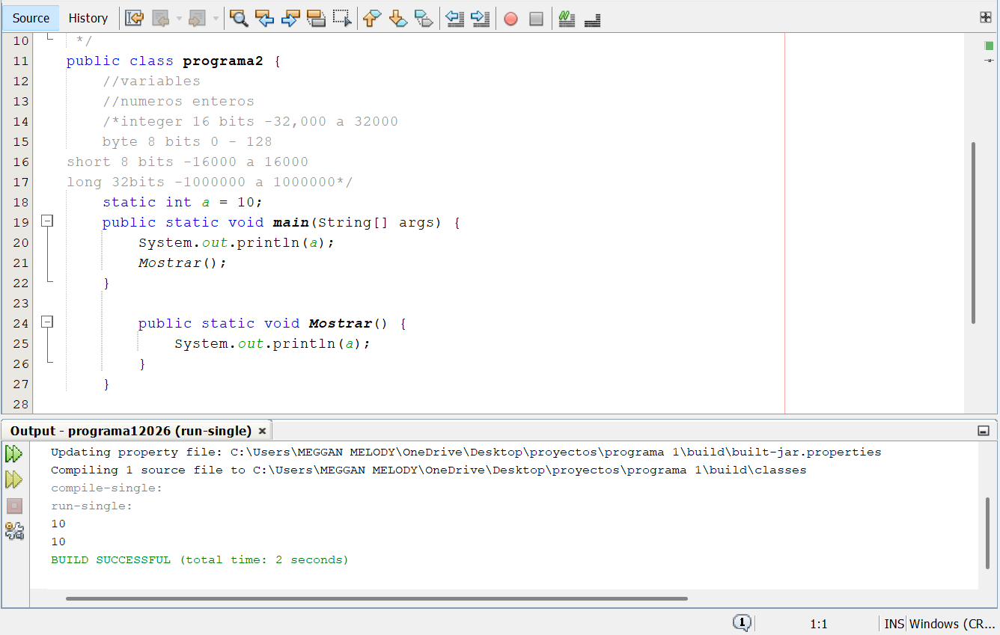 Source History
10 */
11 public class programa2 {
12 //variables
13 //numeros enteros
14 /*integer 16 bits -32,000 a 32000
15 byte 8 bits 0 - 128
16 short 8 bits -16000 a 16000
17 long 32bits -1000000 a 1000000*/
18 static int a = 10;
19 public static void main(String[] args) {
20 System.out.println(a);
21 Mostrar();
22 }
23
24 public static void Mostrar() {
25 System.out.println(a);
26 }
27 }
28
Output - programa12026 (run-single) ×
Updating property file: C:\Users\MEGGAN MELODY\OneDrive\Desktop\proyectos\programa 1\build\built-jar.properties
Compiling 1 source file to C:\Users\MEGGAN MELODY\OneDrive\Desktop\proyectos\programa 1\build\classes
compile-single:
run-single:
10
10
BUILD SUCCESSFUL (total time: 2 seconds)
1:1 INS Windows (CR...